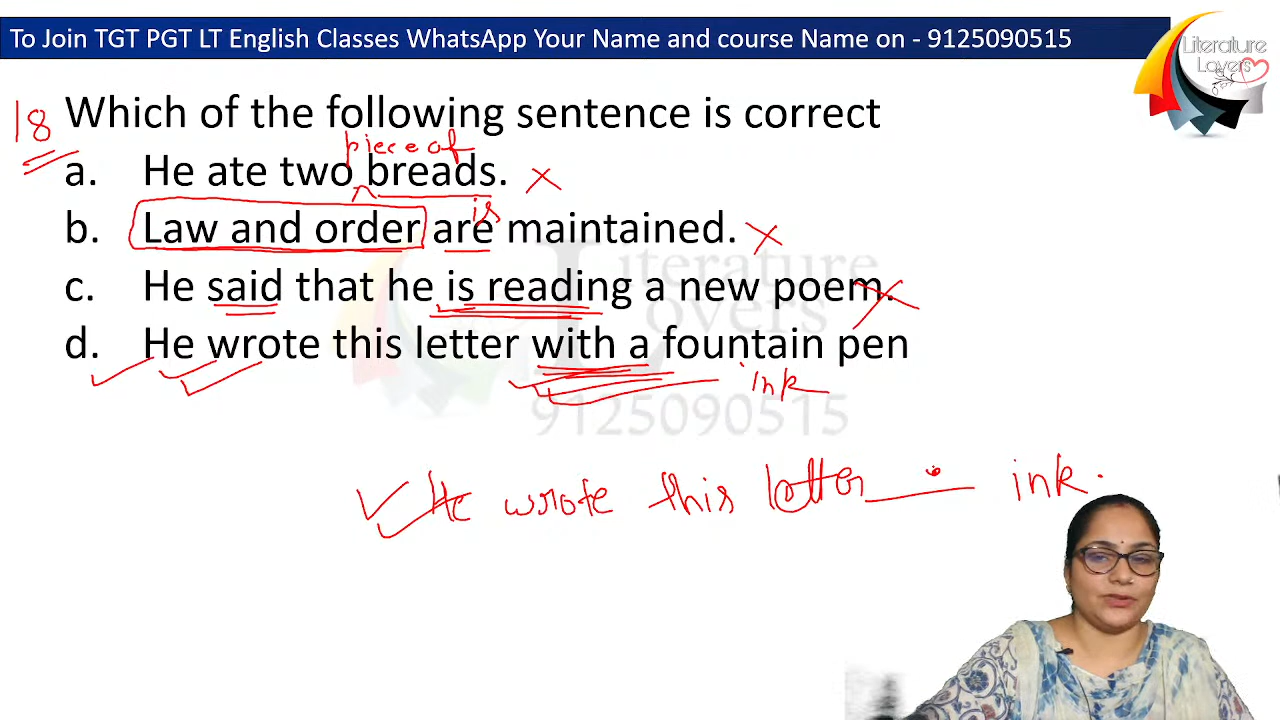 To Join TGT PGT LT English Classes WhatsApp Your Name and course Name on - 9125090515
Literature
Lovers
18 Which of the following sentence is correct
piece of
a. He ate two breads.
is
b. Law and order are maintained.
c. He said that he is reading a new poem.
d. He wrote this letter with a fountain pen
ink
Literature
Lovers
9125090515
He wrote this letter ink.